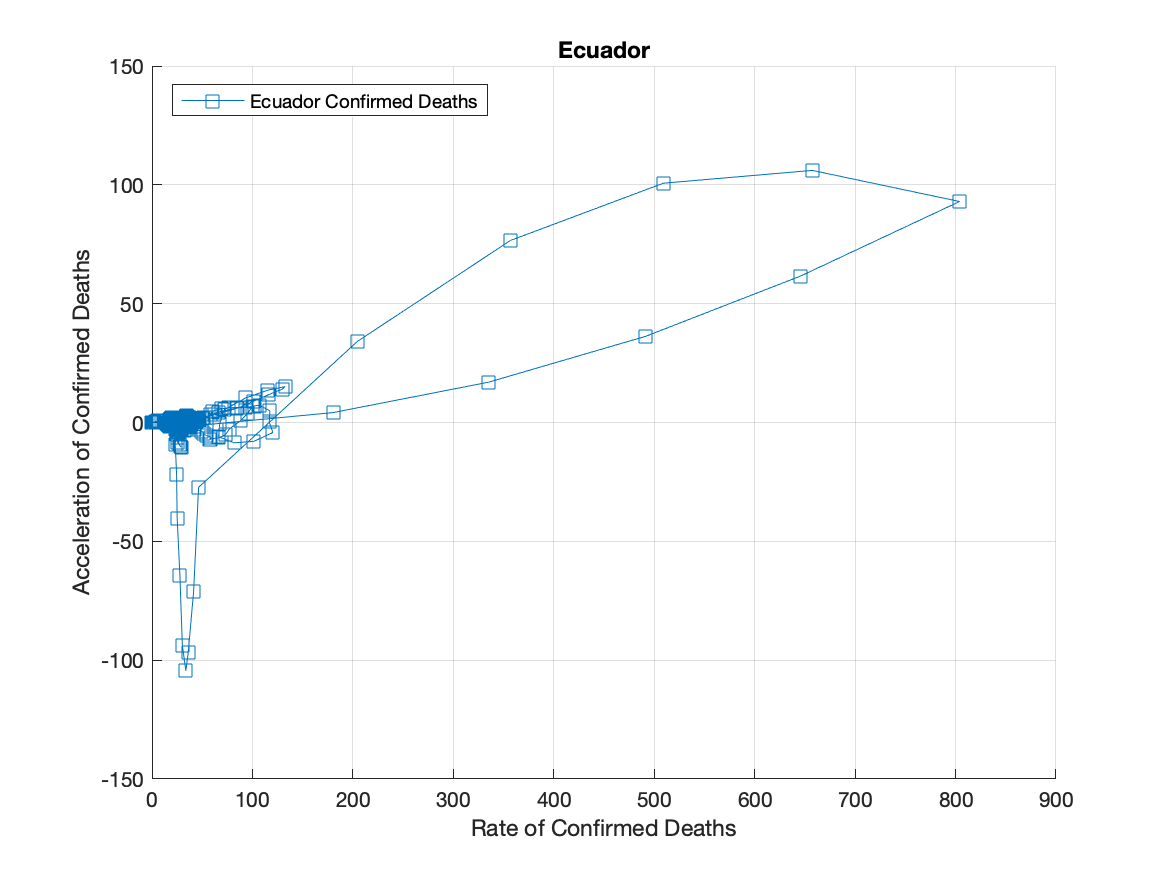 Ecuador
150
Ecuador Confirmed Deaths
100
50
0
-50
-100
-150
Acceleration of Confirmed Deaths
0 100 200 300 400 500 600 700 800 900
Rate of Confirmed Deaths